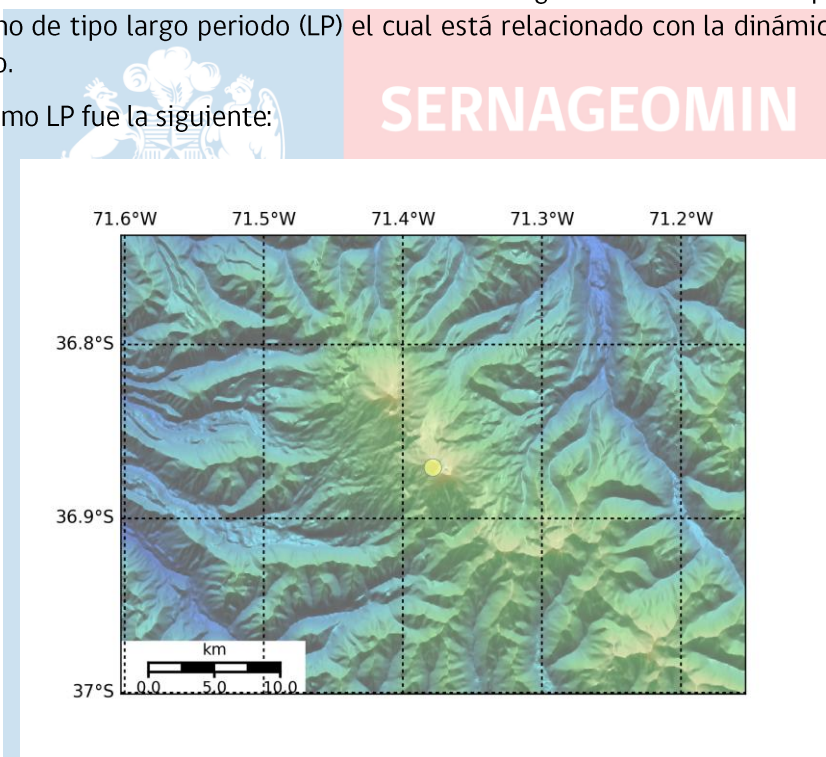 no de tipo largo periodo (LP) el cual está relacionado con la dinámic
o.
SERNAGEOMIN
mo LP fue la siguiente:
71.6°W 71.5°W 71.4°W 71.3°W 71.2°W
36.8°S
36.9°S
37°S
km
0.0 5.0 10.0